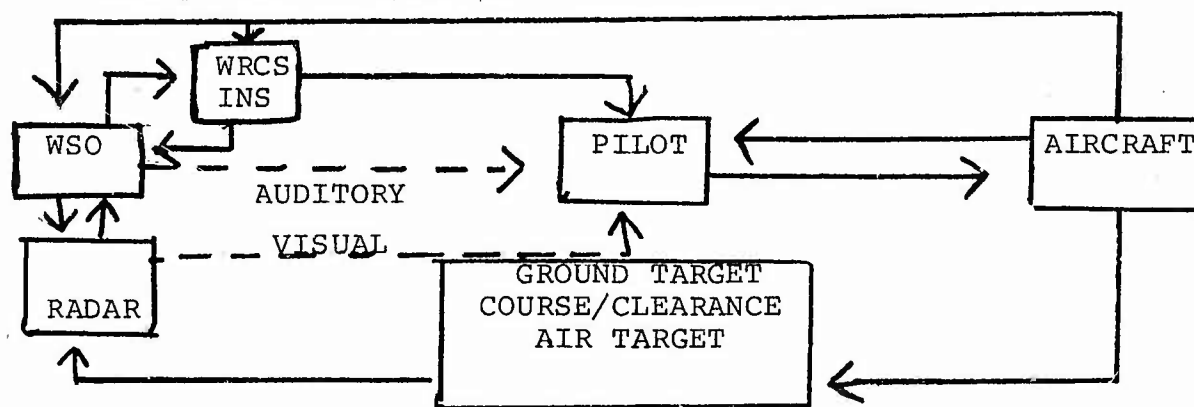 WRCS
INS
WSO
PILOT
AIRCRAFT
AUDITORY
VISUAL
RADAR
GROUND TARGET
COURSE/CLEARANCE
AIR TARGET